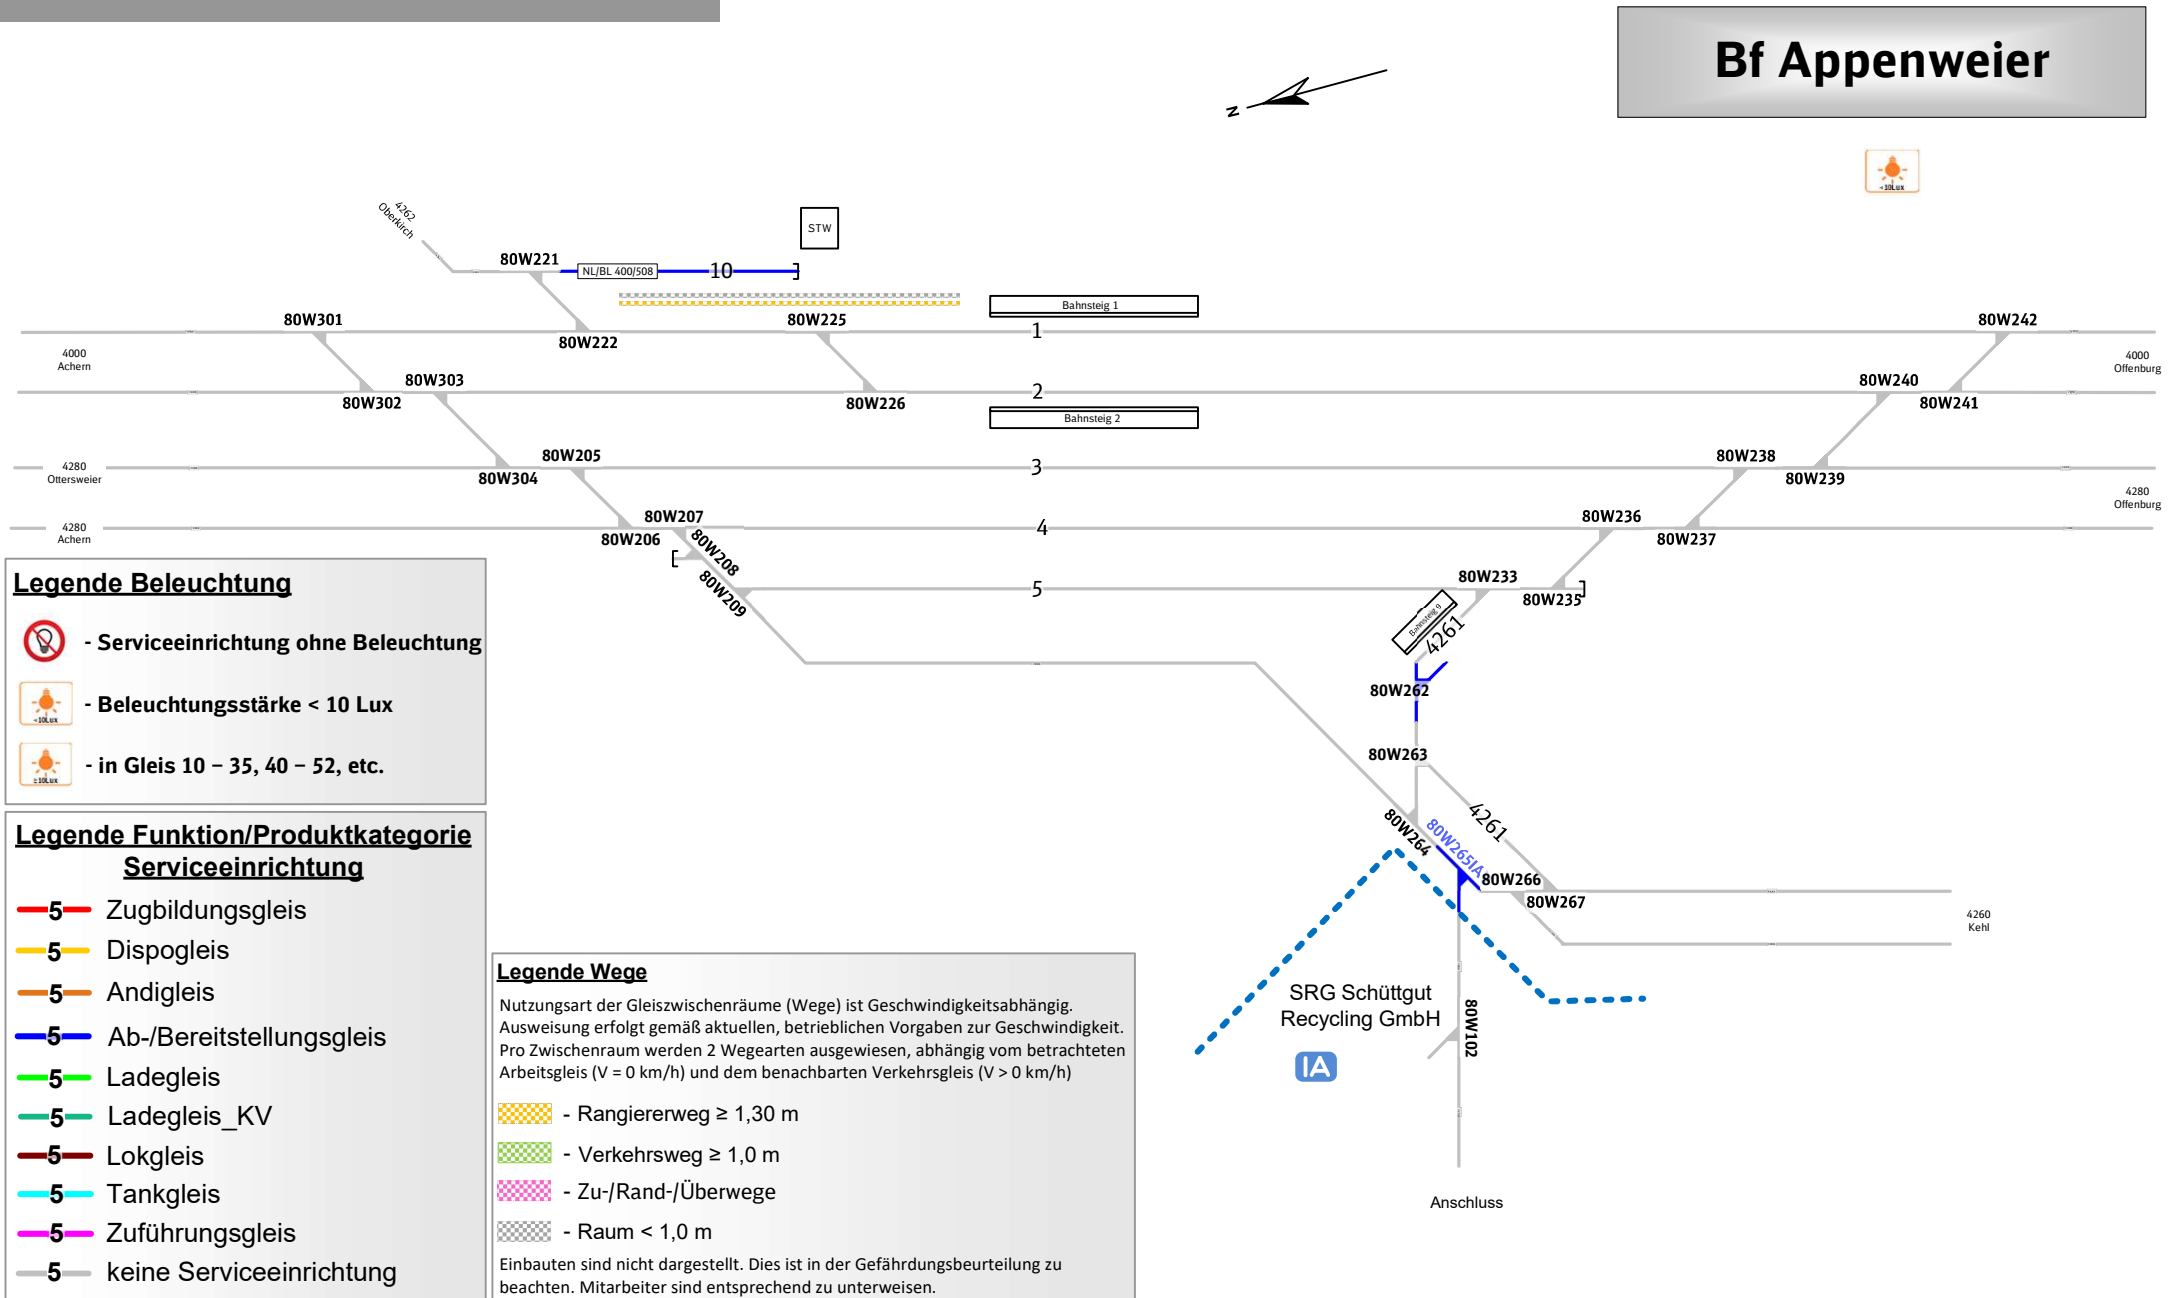 Bf Appenweier
<10Lux
N
4262
Oberkirch
STW
80W221
NL/BL 400/508
10
Bahnsteig 1
80W301
80W225
1
80W242
80W222
4000
Achern
4000
Offenburg
80W303
80W240
2
80W302
80W226
80W241
Bahnsteig 2
80W205
80W238
4280
Ottersweier
3
80W304
80W239
4280
Offenburg
80W207
80W236
4280
Achern
4
80W206
80W237
80W208
80W209
5
80W233
80W235
Bahnsteig 9
4261
80W262
80W263
4261
80W264
80W265IA
80W266
80W267
4260
Kehl
SRG Schüttgut
Recycling GmbH
IA
80W102
Anschluss
Legende Beleuchtung
- Serviceeinrichtung ohne Beleuchtung
<10Lux
- Beleuchtungsstärke < 10 Lux
≥10Lux
- in Gleis 10 – 35, 40 – 52, etc.
Legende Funktion/Produktkategorie
Serviceeinrichtung
5 Zugbildungsgleis
5 Dispogleis
5 Andigleis
5 Ab-/Bereitstellungsgleis
5 Ladegleis
5 Ladegleis_KV
5 Lokgleis
5 Tankgleis
5 Zuführungsgleis
5 keine Serviceeinrichtung
Legende Wege
Nutzungsart der Gleiszwischenräume (Wege) ist Geschwindigkeitsabhängig.
Ausweisung erfolgt gemäß aktuellen, betrieblichen Vorgaben zur Geschwindigkeit.
Pro Zwischenraum werden 2 Wegearten ausgewiesen, abhängig vom betrachteten
Arbeitsgleis (V = 0 km/h) und dem benachbarten Verkehrsgleis (V > 0 km/h)
- Rangiererweg ≥ 1,30 m
- Verkehrsweg ≥ 1,0 m
- Zu-/Rand-/Überwege
- Raum < 1,0 m
Einbauten sind nicht dargestellt. Dies ist in der Gefährdungsbeurteilung zu
beachten. Mitarbeiter sind entsprechend zu unterweisen.